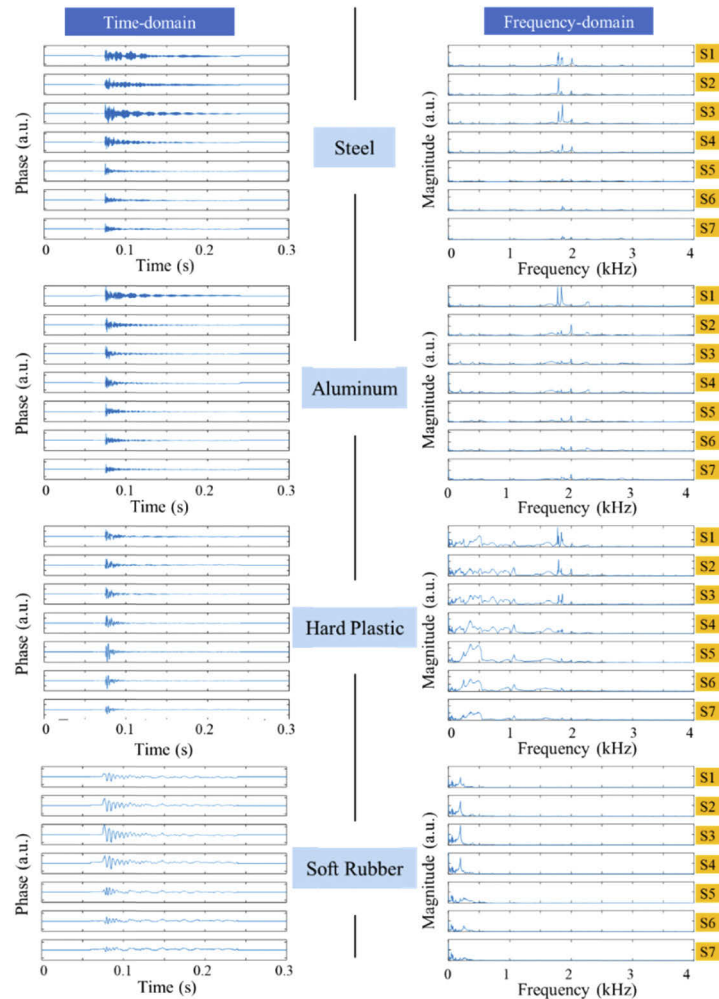 Time-domain
Frequency-domain
Phase (a.u.)
0
0.1
0.2
0.3
Time (s)
Steel
Magnitude (a.u.)
S1
S2
S3
S4
S5
S6
S7
0
1
2
3
4
Frequency (kHz)
Phase (a.u.)
0
0.1
0.2
0.3
Time (s)
Aluminum
Magnitude (a.u.)
S1
S2
S3
S4
S5
S6
S7
0
1
2
3
4
Frequency (kHz)
Phase (a.u.)
0
0.1
0.2
0.3
Time (s)
Hard Plastic
Magnitude (a.u.)
S1
S2
S3
S4
S5
S6
S7
0
1
2
3
4
Frequency (kHz)
Phase (a.u.)
0
0.1
0.2
0.3
Time (s)
Soft Rubber
Magnitude (a.u.)
S1
S2
S3
S4
S5
S6
S7
0
1
2
3
4
Frequency (kHz)